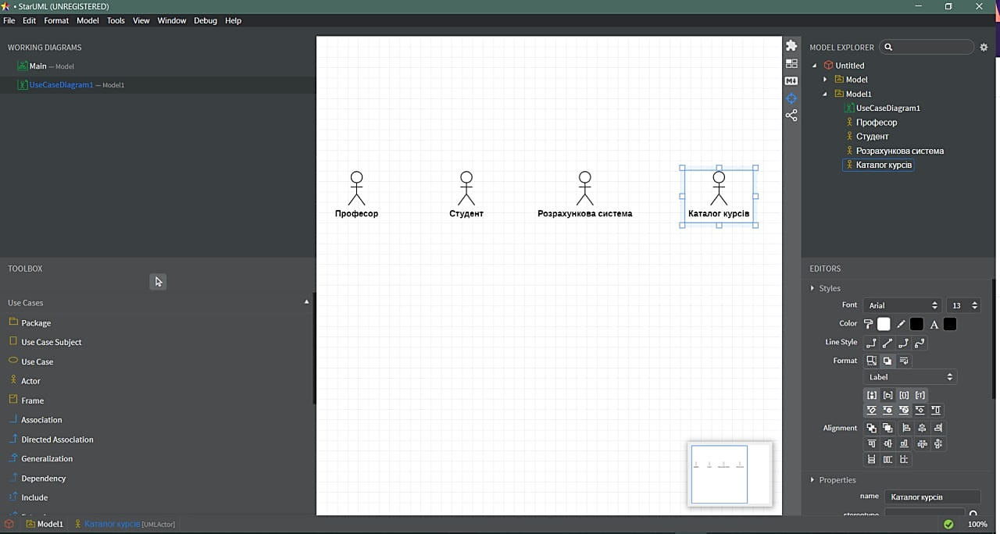 • StarUML (UNREGISTERED)
File Edit Format Model Tools View Window Debug Help
WORKING DIAGRAMS
Main — Model
UseCaseDiagram1 — Model1
TOOLBOX
Use Cases
Package
Use Case Subject
Use Case
Actor
Frame
Association
Directed Association
Generalization
Dependency
Include
Професор
Студент
Розрахункова система
Каталог курсів
MODEL EXPLORER
Untitled
Model
Model1
UseCaseDiagram1
Професор
Студент
Розрахункова система
Каталог курсів
EDITORS
Styles
Font Arial 13
Color A
Line Style
Format
Label
Alignment
Properties
name Каталог курсів
stereotype
Model1 Каталог курсів [UMLActor]
100%